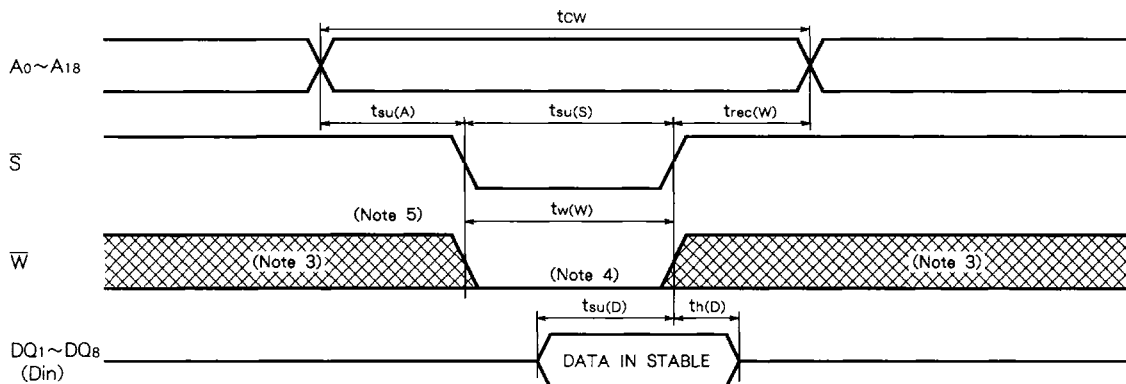 tCW
A0~A18
tsu(A) tsu(S) trec(W)
S̅
tw(W)
(Note 5)
W̅
(Note 3) (Note 4) (Note 3)
tsu(D) th(D)
DQ1~DQ8
(Din)
DATA IN STABLE